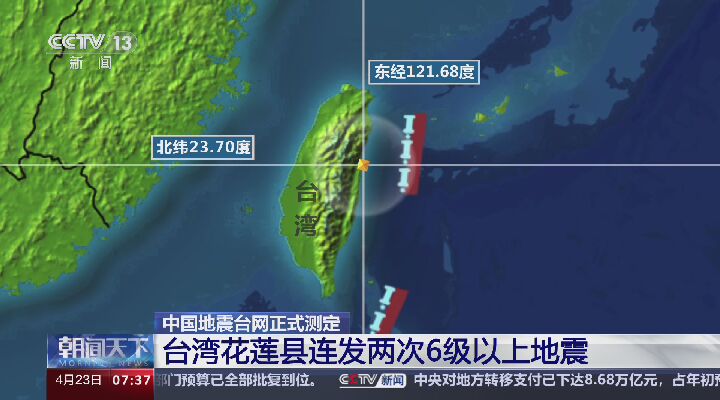 CCTV 13
新闻
东经121.68度
北纬23.70度
台湾
中国地震台网正式测定
朝闻天下
MORNING NEWS
台湾花莲县连发两次6级以上地震
4月23日 07:37 部门预算已全部批复到位。 CCTV 新闻 中央对地方转移支付已下达8.68万亿元，占年初预